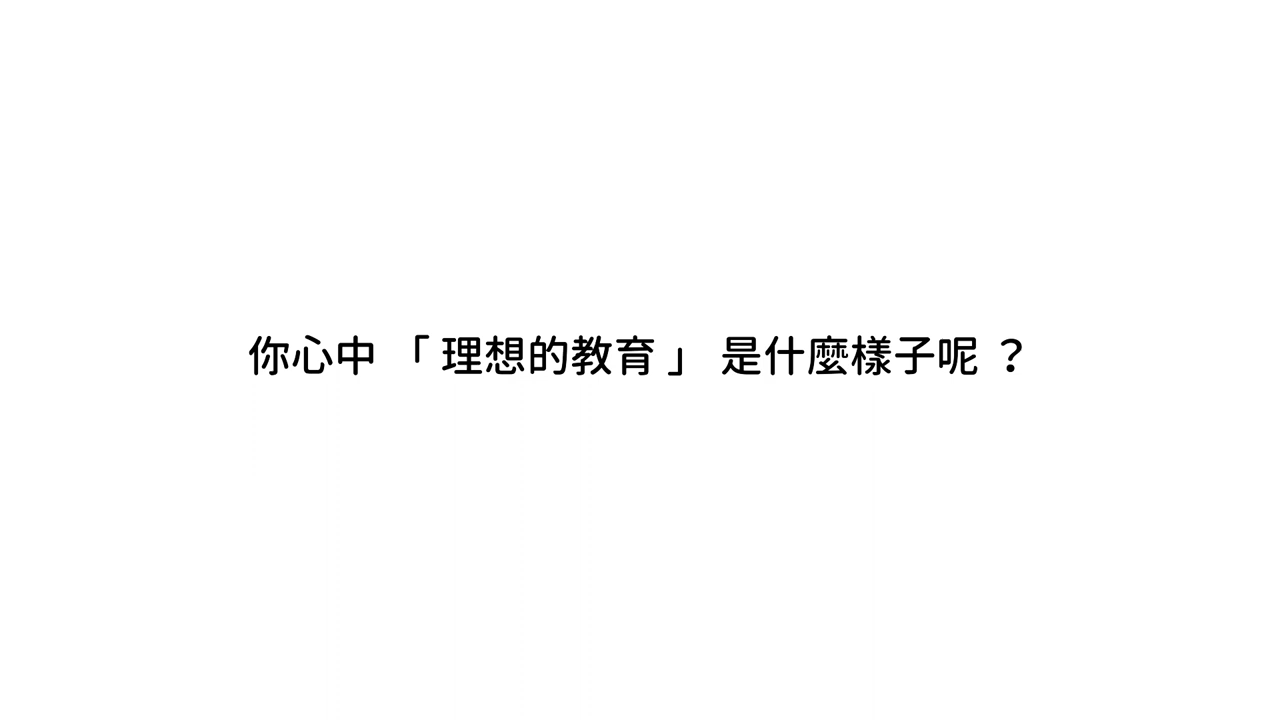 你心中 「 理想的教育 」 是什麼樣子呢 ？